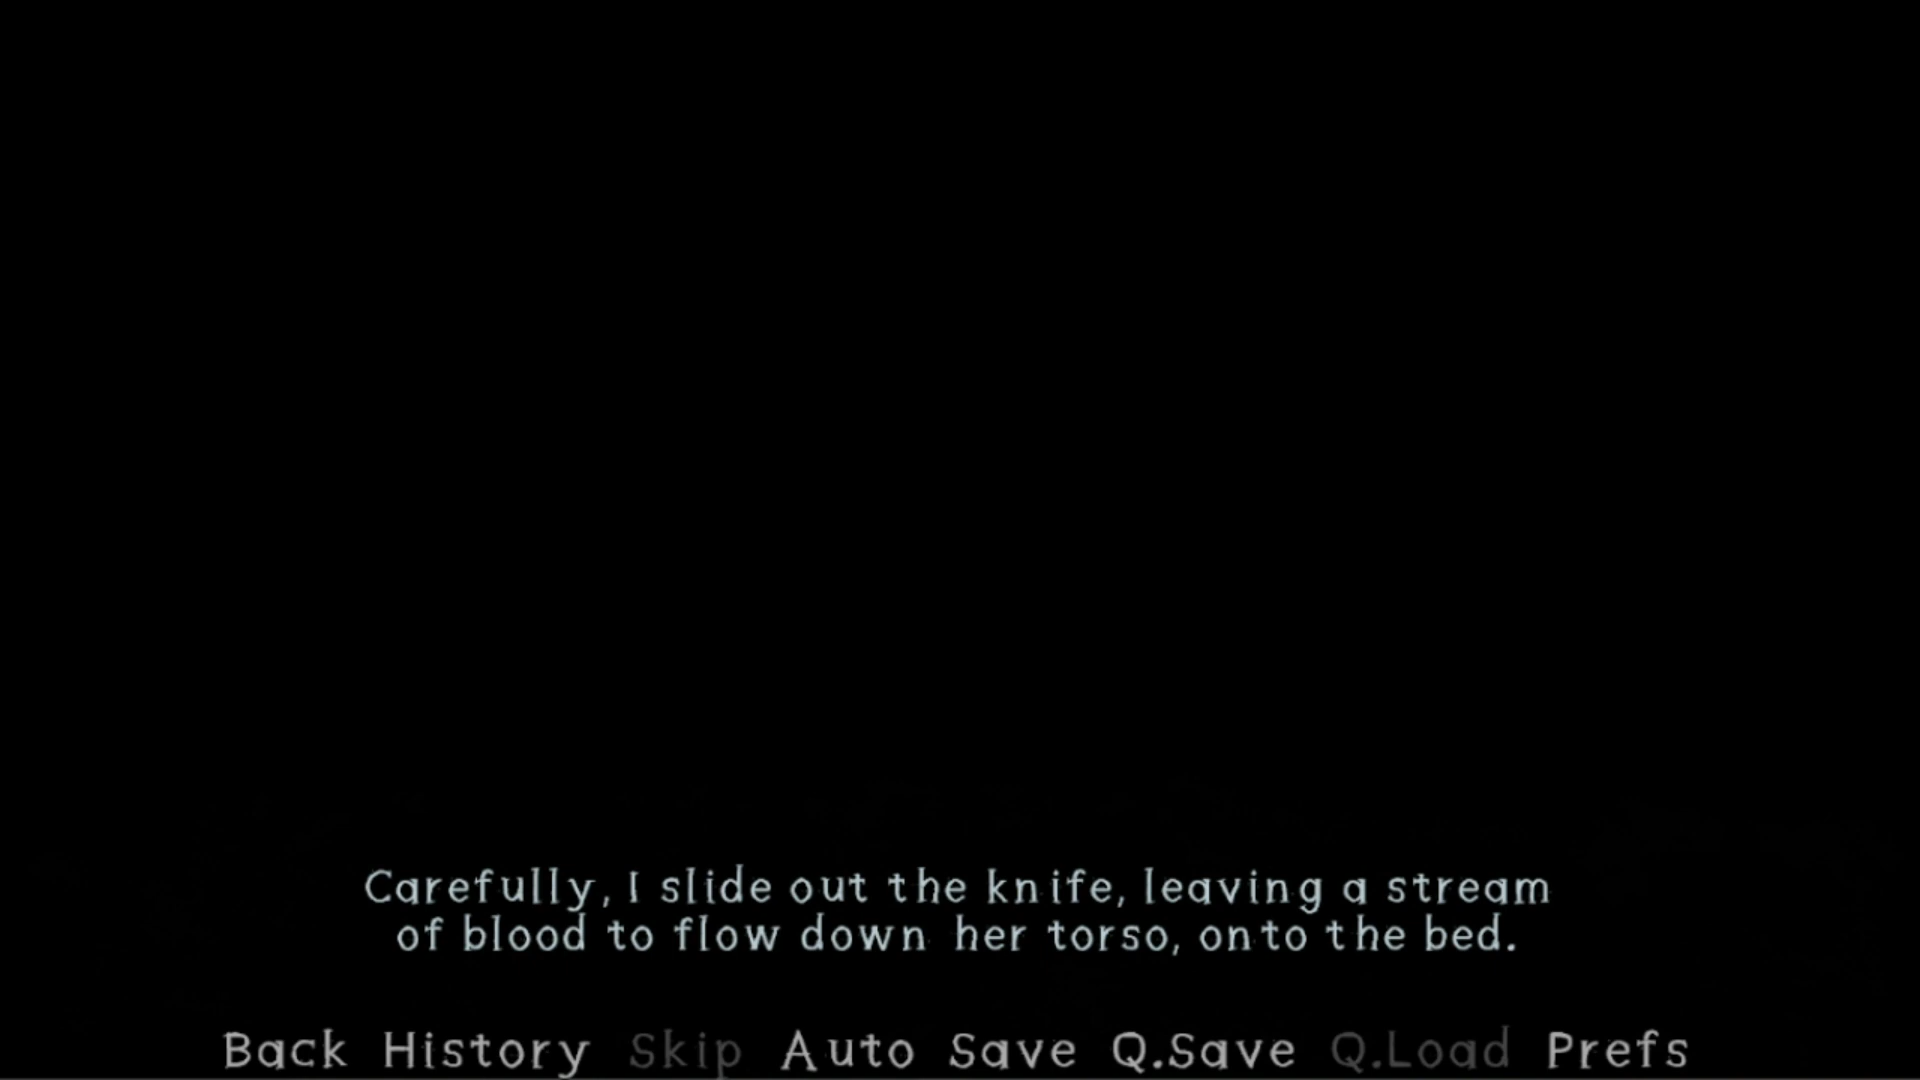 Carefully, I slide out the knife, leaving a stream
of blood to flow down her torso, onto the bed.
Back History Skip Auto Save Q.Save Q.Load Prefs